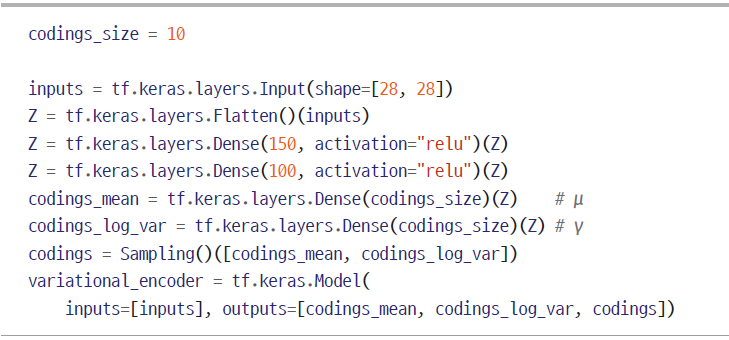 codings_size = 10
inputs = tf.keras.layers.Input(shape=[28, 28])
Z = tf.keras.layers.Flatten()(inputs)
Z = tf.keras.layers.Dense(150, activation="relu")(Z)
Z = tf.keras.layers.Dense(100, activation="relu")(Z)
codings_mean = tf.keras.layers.Dense(codings_size)(Z)    # μ
codings_log_var = tf.keras.layers.Dense(codings_size)(Z) # γ
codings = Sampling()([codings_mean, codings_log_var])
variational_encoder = tf.keras.Model(
    inputs=[inputs], outputs=[codings_mean, codings_log_var, codings])